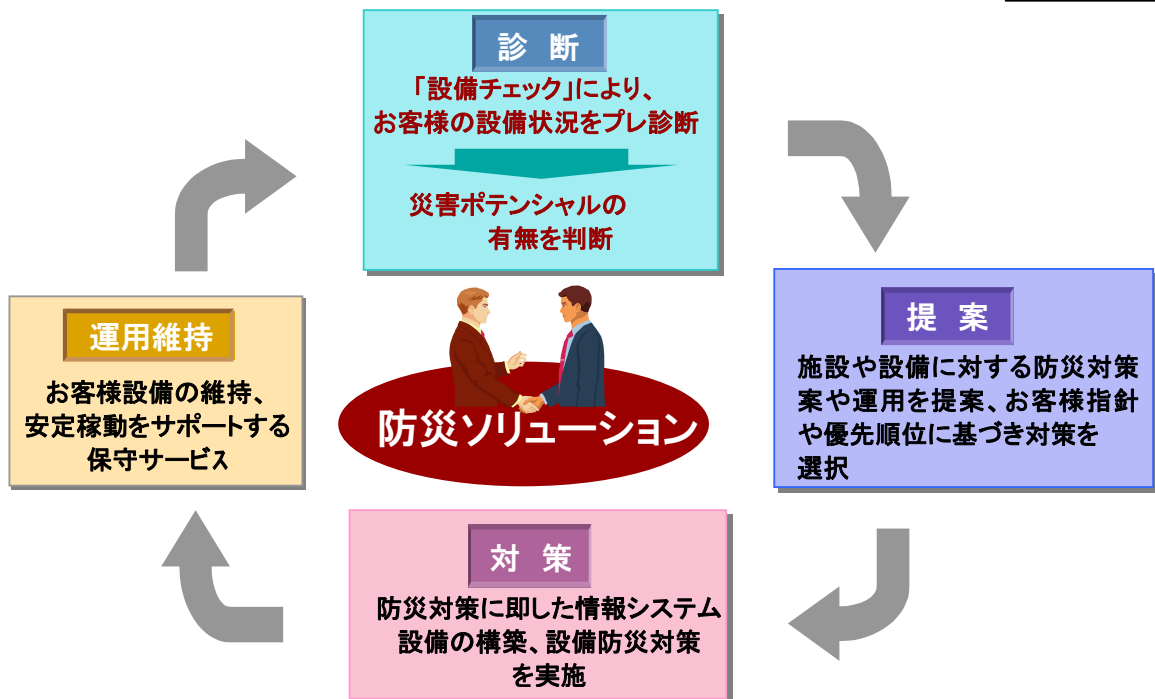 診 断
「設備チェック」により、
お客様の設備状況をプレ診断
災害ポテンシャルの
有無を判断
提 案
施設や設備に対する防災対策
案や運用を提案、お客様指針
や優先順位に基づき対策を
選択
運用維持
お客様設備の維持、
安定稼動をサポートする
保守サービス
防災ソリューション
対 策
防災対策に即した情報システム
設備の構築、設備防災対策
を実施